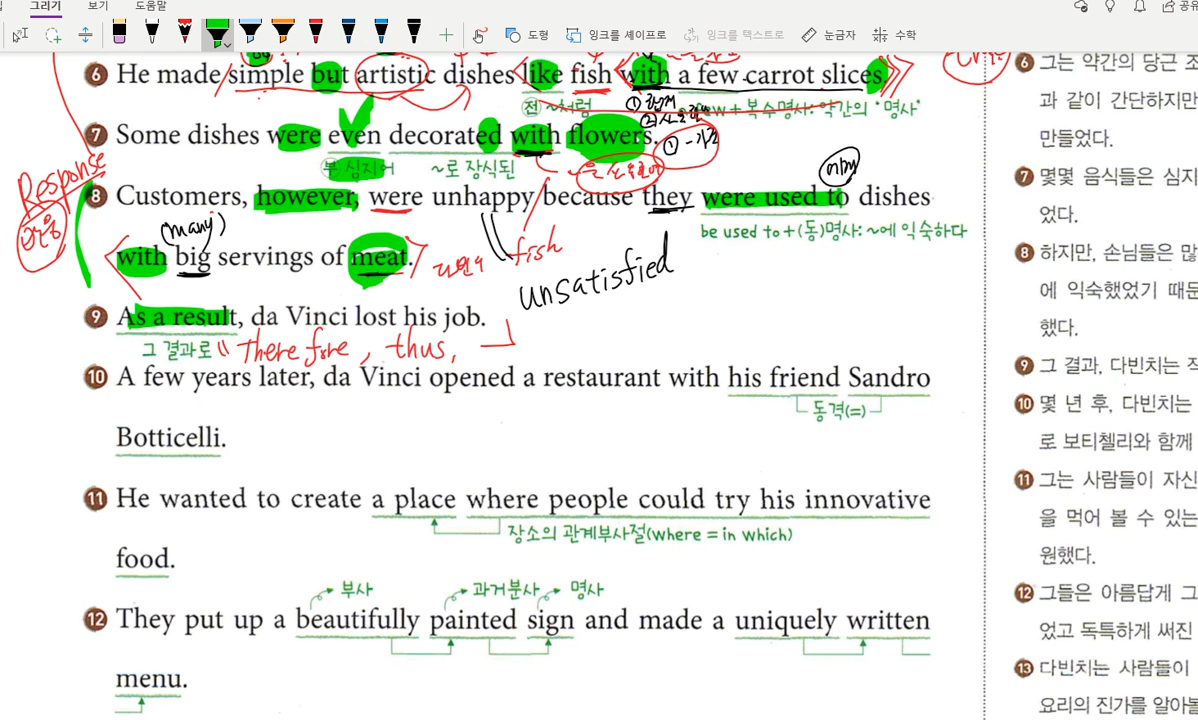 그리기 보기 도움말
공유
도형 잉크를 셰이프로 잉크를 텍스트로 눈금자 수학
6 He made simple but artistic dishes like fish with a few carrot slices.
전 ~처럼 few + 복수명사: 약간의 '명사'
①
②
7 Some dishes were even decorated with flowers.
부 심지어 ~로 장식된
Response
반응
8 Customers, however, were unhappy because they were used to dishes
be used to+(동)명사: ~에 익숙하다
(many)
with big servings of meat.
fish
unsatisfied
9 As a result, da Vinci lost his job.
그 결과로 " Therefore, thus,
10 A few years later, da Vinci opened a restaurant with his friend Sandro
동격(=)
Botticelli.
11 He wanted to create a place where people could try his innovative
장소의 관계부사절(where = in which)
food.
부사 과거분사 명사
12 They put up a beautifully painted sign and made a uniquely written
menu.
6 그는 약간의 당근 조
과 같이 간단하지만
만들었다.
7 몇몇 음식들은 심지
었다.
8 하지만, 손님들은 많
에 익숙했었기 때문
했다.
9 그 결과, 다빈치는 직
10 몇 년 후, 다빈치는
로 보티첼리와 함께
11 그는 사람들이 자신
을 먹어 볼 수 있는
원했다.
12 그들은 아름답게 그
었고 독특하게 써진
13 다빈치는 사람들이
요리의 진가를 알아볼